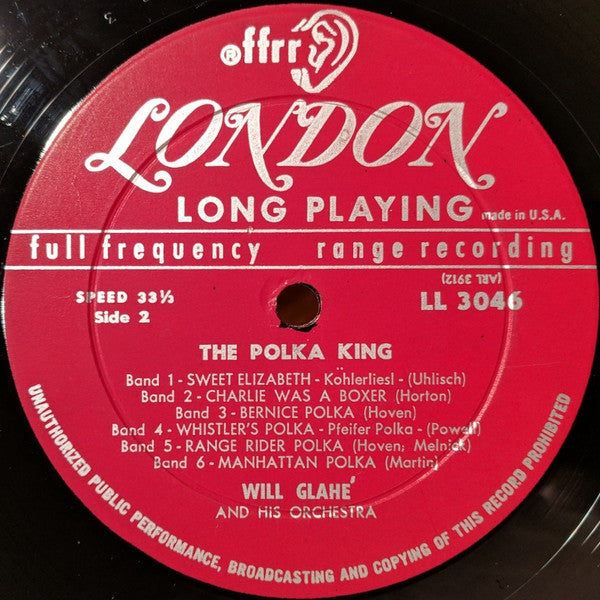 ®ffrr
LONDON
LONG PLAYING made in U.S.A.
full frequency range recording
(ARL 3912)
SPEED 33⅓ LL 3046
Side 2
THE POLKA KING
Band 1 - SWEET ELIZABETH - Köhlerliesl - (Uhlisch)
Band 2 - CHARLIE WAS A BOXER (Horton)
Band 3 - BERNICE POLKA (Hoven)
Band 4 - WHISTLER'S POLKA - Pfeifer Polka - (Powell)
Band 5 - RANGE RIDER POLKA (Hoven; Melnick)
Band 6 - MANHATTAN POLKA (Martin)
WILL GLAHÉ
AND HIS ORCHESTRA
UNAUTHORIZED PUBLIC PERFORMANCE, BROADCASTING AND COPYING OF THIS RECORD PROHIBITED